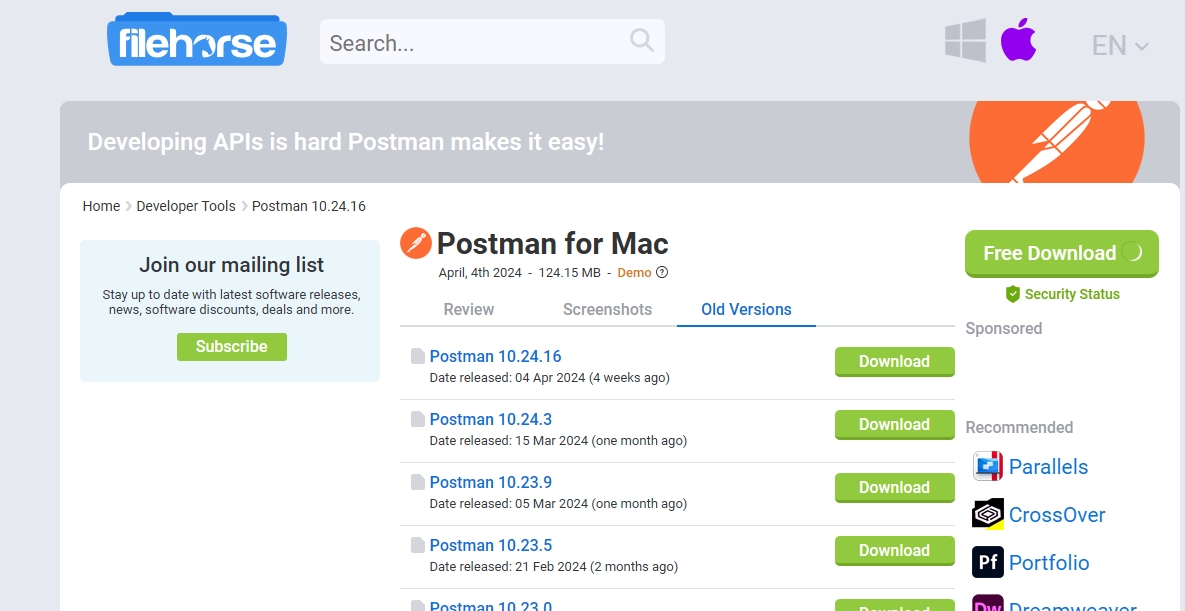 filehorse
Search...
EN
Developing APIs is hard Postman makes it easy!
Home > Developer Tools > Postman 10.24.16
Join our mailing list
Stay up to date with latest software releases,
news, software discounts, deals and more.
Subscribe
Postman for Mac
April, 4th 2024 - 124.15 MB - Demo ?
Review Screenshots Old Versions
Postman 10.24.16
Date released: 04 Apr 2024 (4 weeks ago)
Download
Postman 10.24.3
Date released: 15 Mar 2024 (one month ago)
Download
Postman 10.23.9
Date released: 05 Mar 2024 (one month ago)
Download
Postman 10.23.5
Date released: 21 Feb 2024 (2 months ago)
Download
Postman 10.23.0
Download
Free Download
Security Status
Sponsored
Recommended
Parallels
CrossOver
Pf Portfolio
Dw Dreamweaver